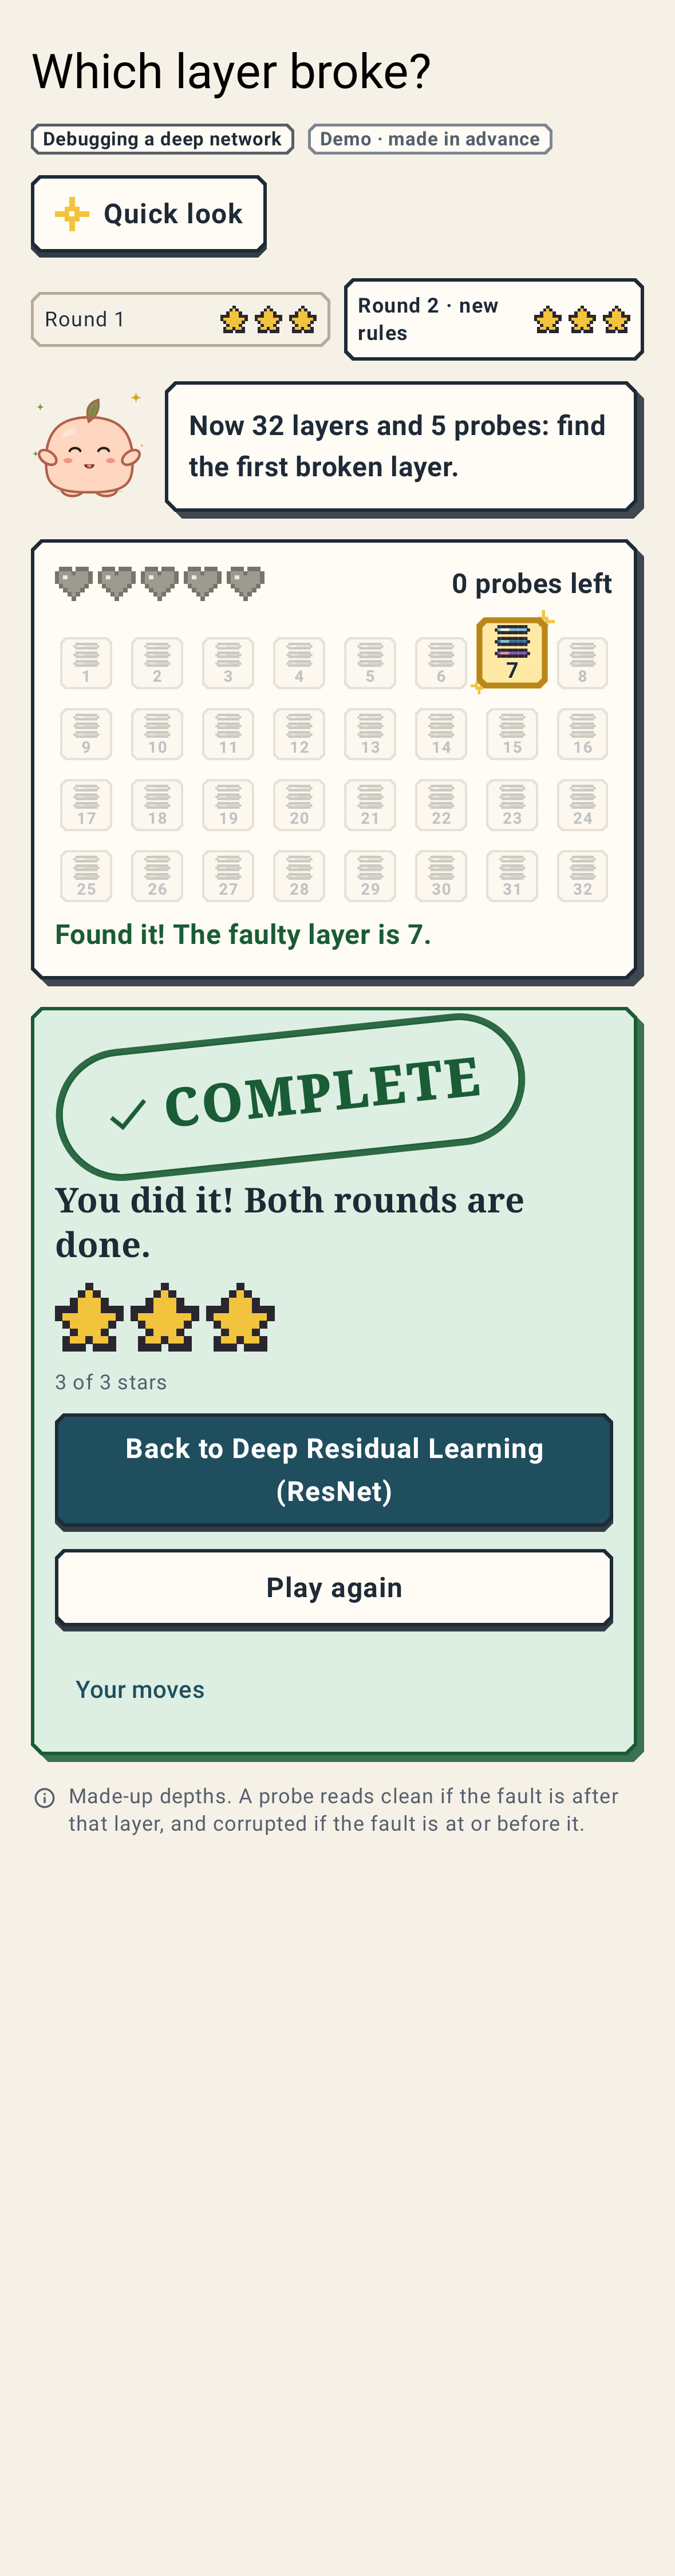 Which layer broke?
Debugging a deep network
Demo · made in advance
Quick look
Round 1
Round 2 · new
rules
Now 32 layers and 5 probes: find
the first broken layer.
0 probes left
1 2 3 4 5 6 7 8
9 10 11 12 13 14 15 16
17 18 19 20 21 22 23 24
25 26 27 28 29 30 31 32
Found it! The faulty layer is 7.
COMPLETE
You did it! Both rounds are
done.
3 of 3 stars
Back to Deep Residual Learning
(ResNet)
Play again
Your moves
Made-up depths. A probe reads clean if the fault is after
that layer, and corrupted if the fault is at or before it.